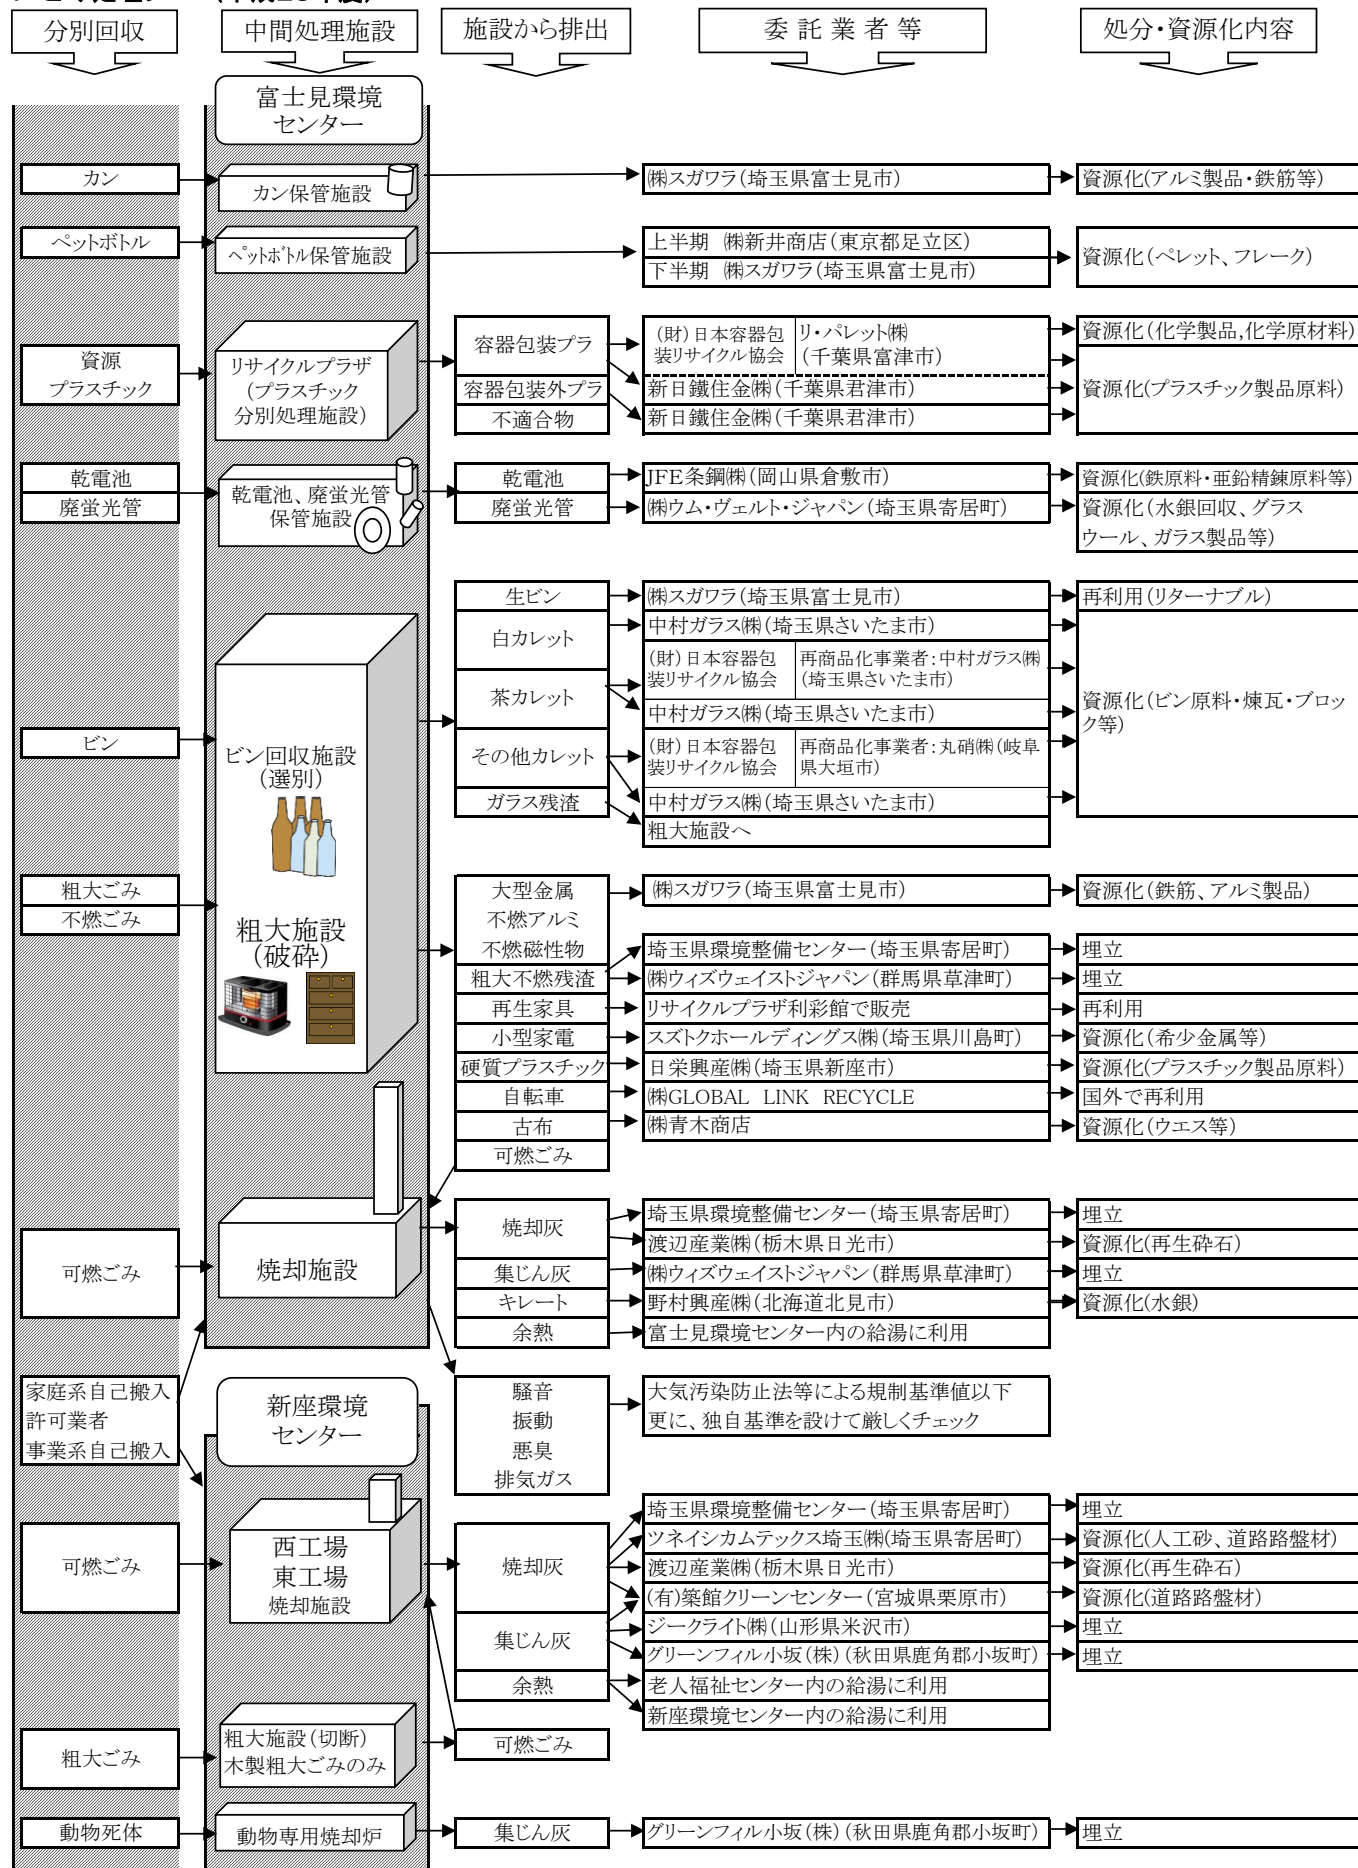 分別回収
中間処理施設
施設から排出
委 託 業 者 等
処分・資源化内容
富士見環境
センター
カン
カン保管施設
㈱スガワラ(埼玉県富士見市)
資源化(アルミ製品・鉄筋等)
ペットボトル
ペットボトル保管施設
上半期 ㈱新井商店(東京都足立区)
下半期 ㈱スガワラ(埼玉県富士見市)
資源化(ペレット、フレーク)
資源
プラスチック
リサイクルプラザ
(プラスチック
分別処理施設)
容器包装プラ
容器包装外プラ
不適合物
(財)日本容器包
装リサイクル協会
リ・パレット㈱
(千葉県富津市)
新日鐵住金㈱(千葉県君津市)
新日鐵住金㈱(千葉県君津市)
資源化(化学製品,化学原材料)
資源化(プラスチック製品原料)
乾電池
廃蛍光管
乾電池、廃蛍光管
保管施設
乾電池
廃蛍光管
JFE条鋼㈱(岡山県倉敷市)
㈱ウム・ヴェルト・ジャパン(埼玉県寄居町)
資源化(鉄原料・亜鉛精錬原料等)
資源化(水銀回収、グラス
ウール、ガラス製品等)
ビン
ビン回収施設
(選別)
生ビン
白カレット
茶カレット
その他カレット
ガラス残渣
㈱スガワラ(埼玉県富士見市)
中村ガラス㈱(埼玉県さいたま市)
(財)日本容器包
装リサイクル協会
再商品化事業者:中村ガラス㈱
(埼玉県さいたま市)
中村ガラス㈱(埼玉県さいたま市)
(財)日本容器包
装リサイクル協会
再商品化事業者:丸硝㈱(岐阜
県大垣市)
中村ガラス㈱(埼玉県さいたま市)
粗大施設へ
再利用(リターナブル)
資源化(ビン原料・煉瓦・ブロッ
ク等)
粗大ごみ
不燃ごみ
粗大施設
(破砕)
大型金属
不燃アルミ
不燃磁性物
粗大不燃残渣
再生家具
小型家電
硬質プラスチック
自転車
古布
可燃ごみ
㈱スガワラ(埼玉県富士見市)
埼玉県環境整備センター(埼玉県寄居町)
㈱ウィズウェイストジャパン(群馬県草津町)
リサイクルプラザ利彩館で販売
スズトクホールディングス㈱(埼玉県川島町)
日栄興産㈱(埼玉県新座市)
㈱GLOBAL LINK RECYCLE
㈱青木商店
資源化(鉄筋、アルミ製品)
埋立
埋立
再利用
資源化(希少金属等)
資源化(プラスチック製品原料)
国外で再利用
資源化(ウエス等)
可燃ごみ
焼却施設
焼却灰
集じん灰
キレート
余熱
埼玉県環境整備センター(埼玉県寄居町)
渡辺産業㈱(栃木県日光市)
㈱ウィズウェイストジャパン(群馬県草津町)
野村興産㈱(北海道北見市)
富士見環境センター内の給湯に利用
埋立
資源化(再生砕石)
埋立
資源化(水銀)
家庭系自己搬入
許可業者
事業系自己搬入
新座環境
センター
騒音
振動
悪臭
排気ガス
大気汚染防止法等による規制基準値以下
更に、独自基準を設けて厳しくチェック
可燃ごみ
西工場
東工場
焼却施設
焼却灰
集じん灰
余熱
埼玉県環境整備センター(埼玉県寄居町)
ツネイシカムテックス埼玉㈱(埼玉県寄居町)
渡辺産業㈱(栃木県日光市)
(有)築館クリーンセンター(宮城県栗原市)
ジークライト㈱(山形県米沢市)
グリーンフィル小坂(株)(秋田県鹿角郡小坂町)
老人福祉センター内の給湯に利用
新座環境センター内の給湯に利用
埋立
資源化(人工砂、道路路盤材)
資源化(再生砕石)
資源化(道路路盤材)
埋立
埋立
粗大ごみ
粗大施設(切断)
木製粗大ごみのみ
可燃ごみ
動物死体
動物専用焼却炉
集じん灰
グリーンフィル小坂(株)(秋田県鹿角郡小坂町)
埋立